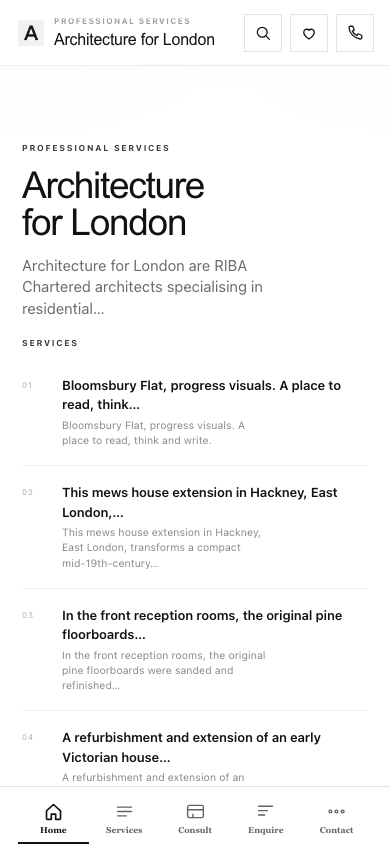 A
PROFESSIONAL SERVICES
Architecture for London
PROFESSIONAL SERVICES
Architecture
for London
Architecture for London are RIBA
Chartered architects specialising in
residential...
SERVICES
01
Bloomsbury Flat, progress visuals. A place to
read, think...
Bloomsbury Flat, progress visuals. A
place to read, think and write.
02
This mews house extension in Hackney, East
London,...
This mews house extension in Hackney,
East London, transforms a compact
mid-19th-century...
03
In the front reception rooms, the original pine
floorboards...
In the front reception rooms, the original
pine floorboards were sanded and
refinished...
04
A refurbishment and extension of an early
Victorian house...
A refurbishment and extension of an
Home
Services
Consult
Enquire
Contact